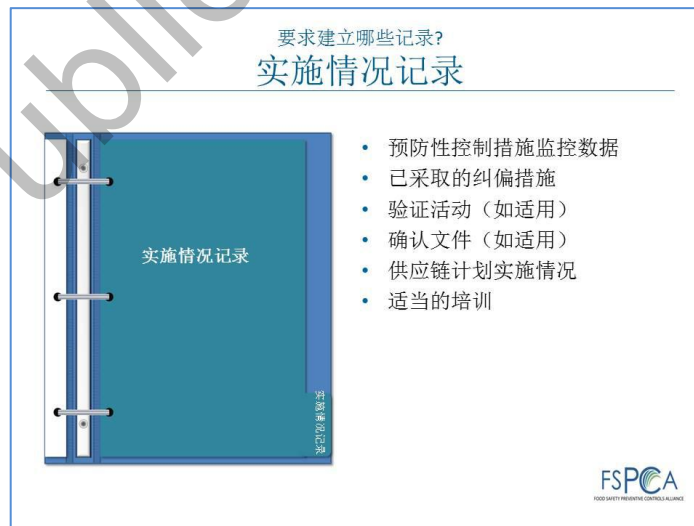 要求建立哪些记录?
实施情况记录
实施情况记录
实施情况记录
• 预防性控制措施监控数据
• 已采取的纠偏措施
• 验证活动（如适用）
• 确认文件（如适用）
• 供应链计划实施情况
• 适当的培训
FSPCA
FOOD SAFETY PREVENTIVE CONTROLS ALLIANCE